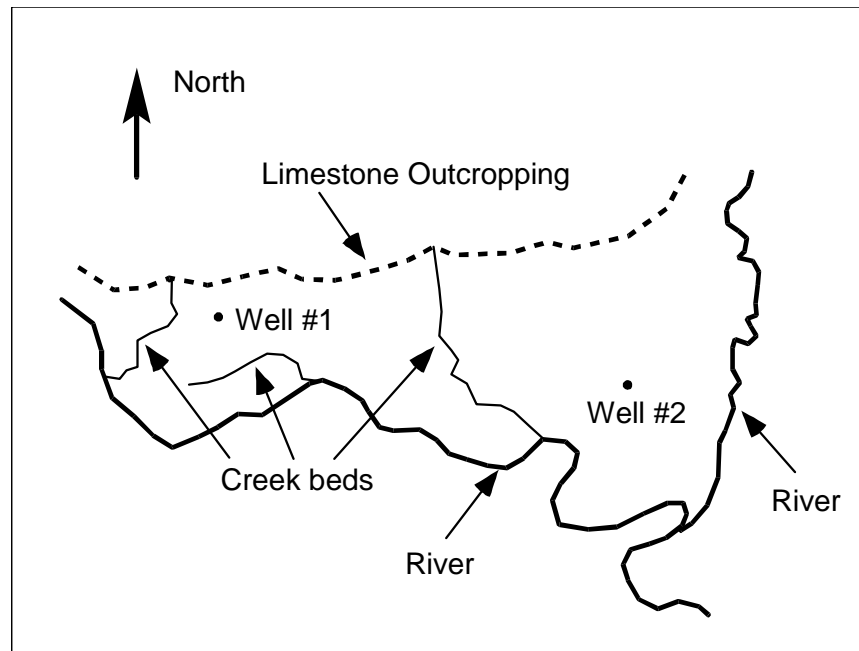 North
Limestone Outcropping
Well #1
Well #2
Creek beds
River
River